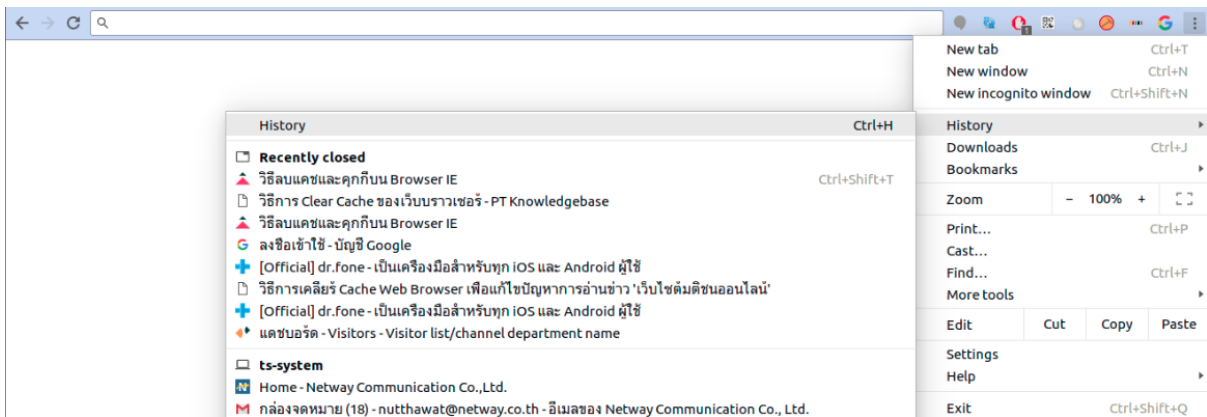 New tab Ctrl+T
New window Ctrl+N
New incognito window Ctrl+Shift+N
History
Downloads Ctrl+J
Bookmarks
Zoom - 100% +
Print... Ctrl+P
Cast...
Find... Ctrl+F
More tools
Edit Cut Copy Paste
Settings
Help
Exit Ctrl+Shift+Q
History Ctrl+H
Recently closed
วิธีลบแคชและคุกกี้บน Browser IE Ctrl+Shift+T
วิธีการ Clear Cache ของเว็บบราวเซอร์ - PT Knowledgebase
วิธีลบแคชและคุกกี้บน Browser IE
ลงชื่อเข้าใช้ - บัญชี Google
[Official] dr.fone - เป็นเครื่องมือสำหรับทุก iOS และ Android ผู้ใช้
วิธีการเคลียร์ Cache Web Browser เพื่อแก้ไขปัญหาการอ่านข่าว 'เว็บไซต์มติชนออนไลน์'
[Official] dr.fone - เป็นเครื่องมือสำหรับทุก iOS และ Android ผู้ใช้
แดชบอร์ด - Visitors - Visitor list/channel department name
ts-system
Home - Netway Communication Co.,Ltd.
กล่องจดหมาย (18) - nutthawat@netway.co.th - อีเมลของ Netway Communication Co., Ltd.